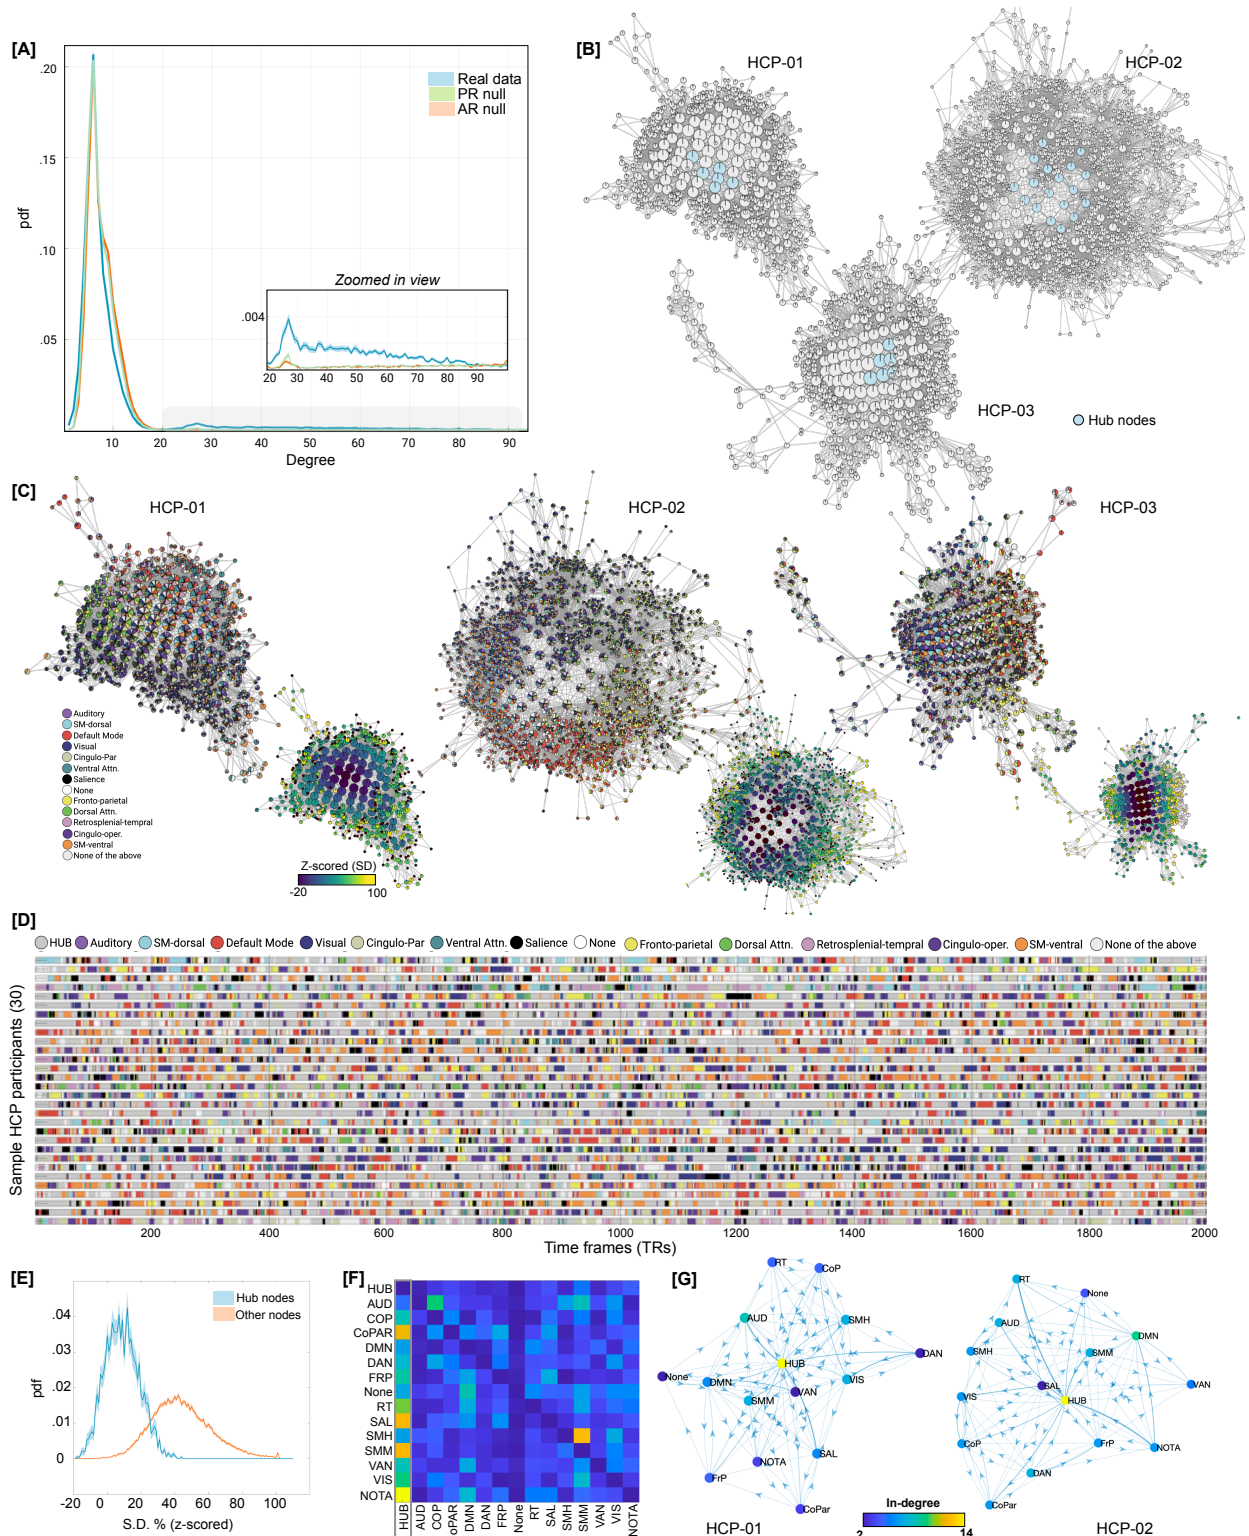 [A]
.20
.15
.10
.05
pdf
Real data
PR null
AR null
Zoomed in view
.004
20 30 40 50 60 70 80 90
10 20 30 40 50 60 70 80 90
Degree
[B]
HCP-01
HCP-02
HCP-03
Hub nodes
[C]
HCP-01
HCP-02
HCP-03
Auditory
SM-dorsal
Default Mode
Visual
Cingulo-Par
Ventral Attn.
Salience
None
Fronto-parietal
Dorsal Attn.
Retrosplenial-tempral
Cingulo-oper.
SM-ventral
None of the above
Z-scored (SD)
-20 100
[D]
HUB Auditory SM-dorsal Default Mode Visual Cingulo-Par Ventral Attn. Salience None Fronto-parietal Dorsal Attn. Retrosplenial-tempral Cingulo-oper. SM-ventral None of the above
Sample HCP participants (30)
200 400 600 800 1000 1200 1400 1600 1800 2000
Time frames (TRs)
[E]
Hub nodes
Other nodes
.04
.03
.02
.01
0
pdf
-20 0 20 40 60 80 100
S.D. % (z-scored)
[F]
HUB
AUD
COP
CoPAR
DMN
DAN
FRP
None
RT
SAL
SMH
SMM
VAN
VIS
NOTA
HUB AUD COP oPAR DMN DAN FRP None RT SAL SMH SMM VAN VIS NOTA
[G]
RT
CoP
AUD
SMH
HUB
DAN
None
DMN
VIS
VAN
SMM
SAL
NOTA
FrP
CoPar
HCP-01
RT
None
AUD
DMN
SMH
SMM
SAL
VAN
VIS
HUB
CoP
FrP
NOTA
DAN
CoPar
HCP-02
In-degree
2 14